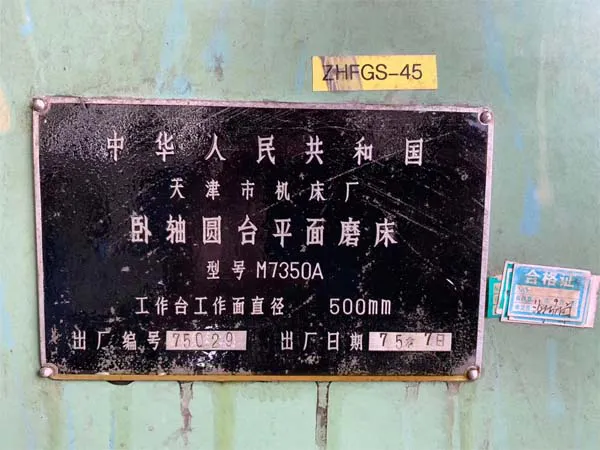 ZHFGS-45
中华人民共和国
天津市机床厂
卧轴圆台平面磨床
型号 M7350A
工作台工作面直径 500mm
出厂编号 75029 出厂日期 75年7日
合格证